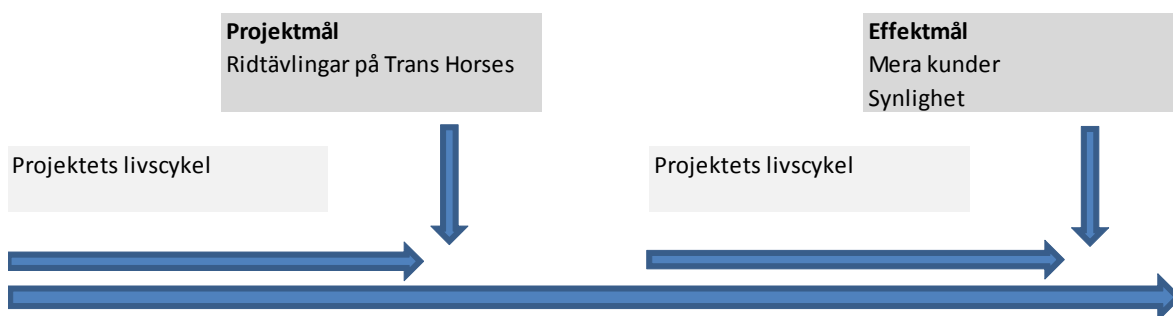 Projektmål
Ridtävlingar på Trans Horses
Effektmål
Mera kunder
Synlighet
Projektets livscykel
Projektets livscykel